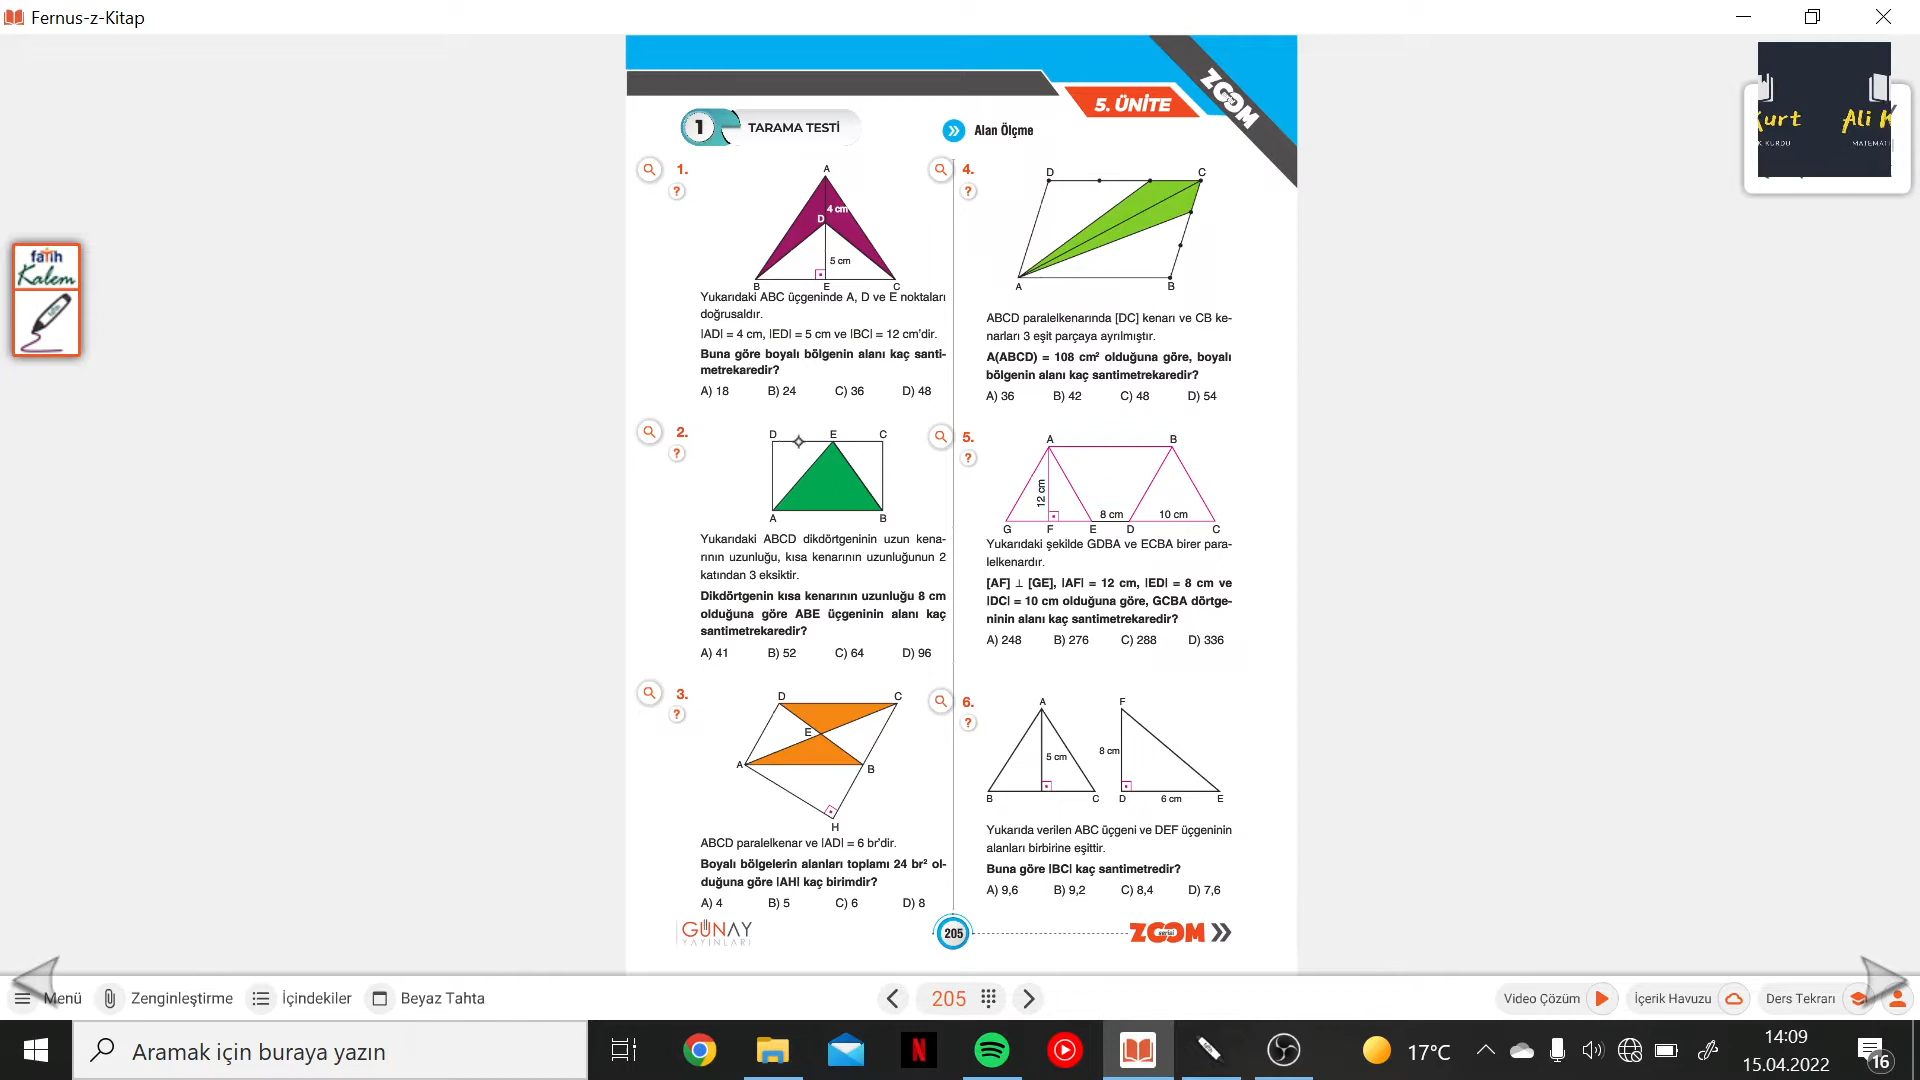 Fernus-z-Kitap
ZOOM
5. ÜNİTE
1 TARAMA TESTİ
Alan Ölçme
Kurt Ali K
K KURDU MATEMATİ
fatih
Kalem
1.
?
A
4 cm
D
5 cm
B E C
Yukarıdaki ABC üçgeninde A, D ve E noktaları
doğrusaldır.
|AD| = 4 cm, |ED| = 5 cm ve |BC| = 12 cm'dir.
Buna göre boyalı bölgenin alanı kaç santi-
metrekaredir?
A) 18 B) 24 C) 36 D) 48
2.
?
D E C
A B
Yukarıdaki ABCD dikdörtgeninin uzun kena-
rının uzunluğu, kısa kenarının uzunluğunun 2
katından 3 eksiktir.
Dikdörtgenin kısa kenarının uzunluğu 8 cm
olduğuna göre ABE üçgeninin alanı kaç
santimetrekaredir?
A) 41 B) 52 C) 64 D) 96
3.
?
D C
E
A B
H
ABCD paralelkenar ve |AD| = 6 br'dir.
Boyalı bölgelerin alanları toplamı 24 br² ol-
duğuna göre |AH| kaç birimdir?
A) 4 B) 5 C) 6 D) 8
4.
?
D C
A B
ABCD paralelkenarında [DC] kenarı ve CB ke-
narları 3 eşit parçaya ayrılmıştır.
A(ABCD) = 108 cm² olduğuna göre, boyalı
bölgenin alanı kaç santimetrekaredir?
A) 36 B) 42 C) 48 D) 54
5.
?
A B
12 cm
8 cm 10 cm
G F E D C
Yukarıdaki şekilde GDBA ve ECBA birer para-
lelkenardır.
[AF] ⊥ [GE], |AF| = 12 cm, |ED| = 8 cm ve
|DC| = 10 cm olduğuna göre, GCBA dörtge-
ninin alanı kaç santimetrekaredir?
A) 248 B) 276 C) 288 D) 336
6.
?
A F
5 cm 8 cm
B C D 6 cm E
Yukarıda verilen ABC üçgeni ve DEF üçgeninin
alanları birbirine eşittir.
Buna göre |BC| kaç santimetredir?
A) 9,6 B) 9,2 C) 8,4 D) 7,6
GÜNAY
YAYINLARI
205
ZOOM
serisi
Menü Zenginleştirme İçindekiler Beyaz Tahta 205 Video Çözüm İçerik Havuzu Ders Tekrarı
Aramak için buraya yazın
N
17°C
14:09
15.04.2022
16